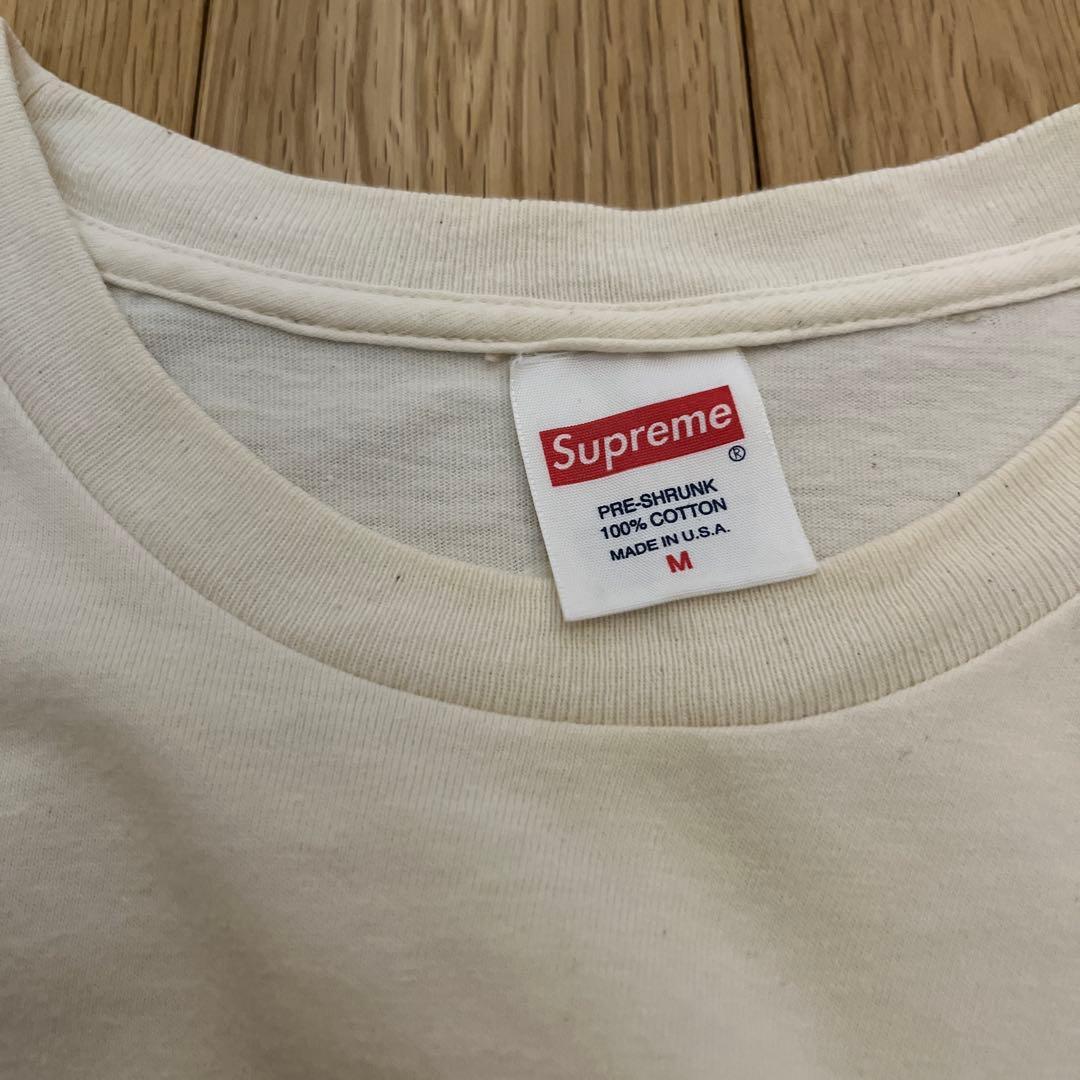 Supreme
®
PRE-SHRUNK
100% COTTON
MADE IN U.S.A.
M